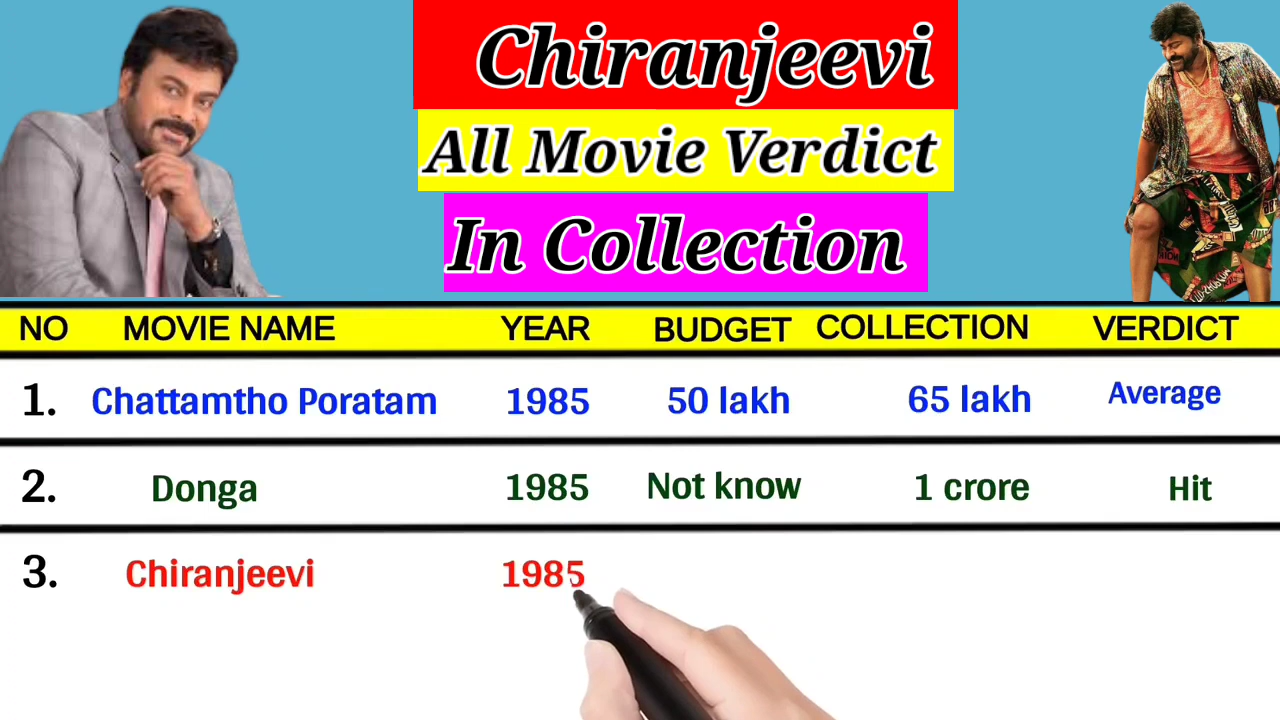 Chiranjeevi
All Movie Verdict
In Collection
NO MOVIE NAME YEAR BUDGET COLLECTION VERDICT
1. Chattamtho Poratam 1985 50 lakh 65 lakh Average
2. Donga 1985 Not know 1 crore Hit
3. Chiranjeevi 1985